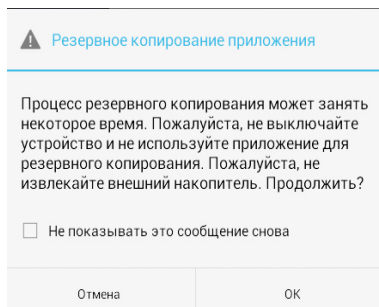 Резервное копирование приложения
Процесс резервного копирования может занять
некоторое время. Пожалуйста, не выключайте
устройство и не используйте приложение для
резервного копирования. Пожалуйста, не
извлекайте внешний накопитель. Продолжить?
Не показывать это сообщение снова
Отмена
OK